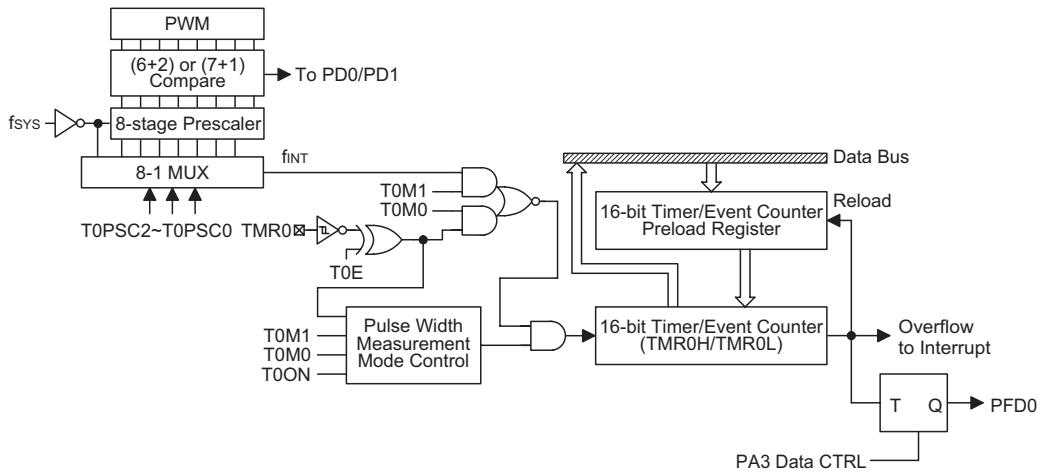 PWM
(6+2) or (7+1)
Compare
To PD0/PD1
fSYS
8-stage Prescaler
8-1 MUX
fINT
T0PSC2~T0PSC0
TMR0
T0E
T0M1
T0M0
Data Bus
16-bit Timer/Event Counter
Preload Register
Reload
T0M1
T0M0
T0ON
Pulse Width
Measurement
Mode Control
16-bit Timer/Event Counter
(TMR0H/TMR0L)
Overflow
to Interrupt
T Q
PFD0
PA3 Data CTRL